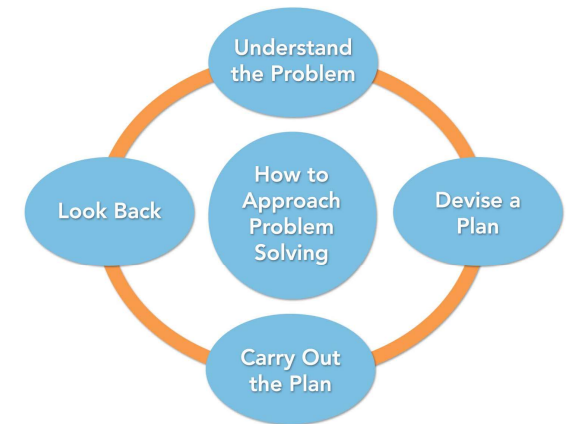 Understand
the Problem
How to
Approach
Problem
Solving
Devise a
Plan
Carry Out
the Plan
Look Back